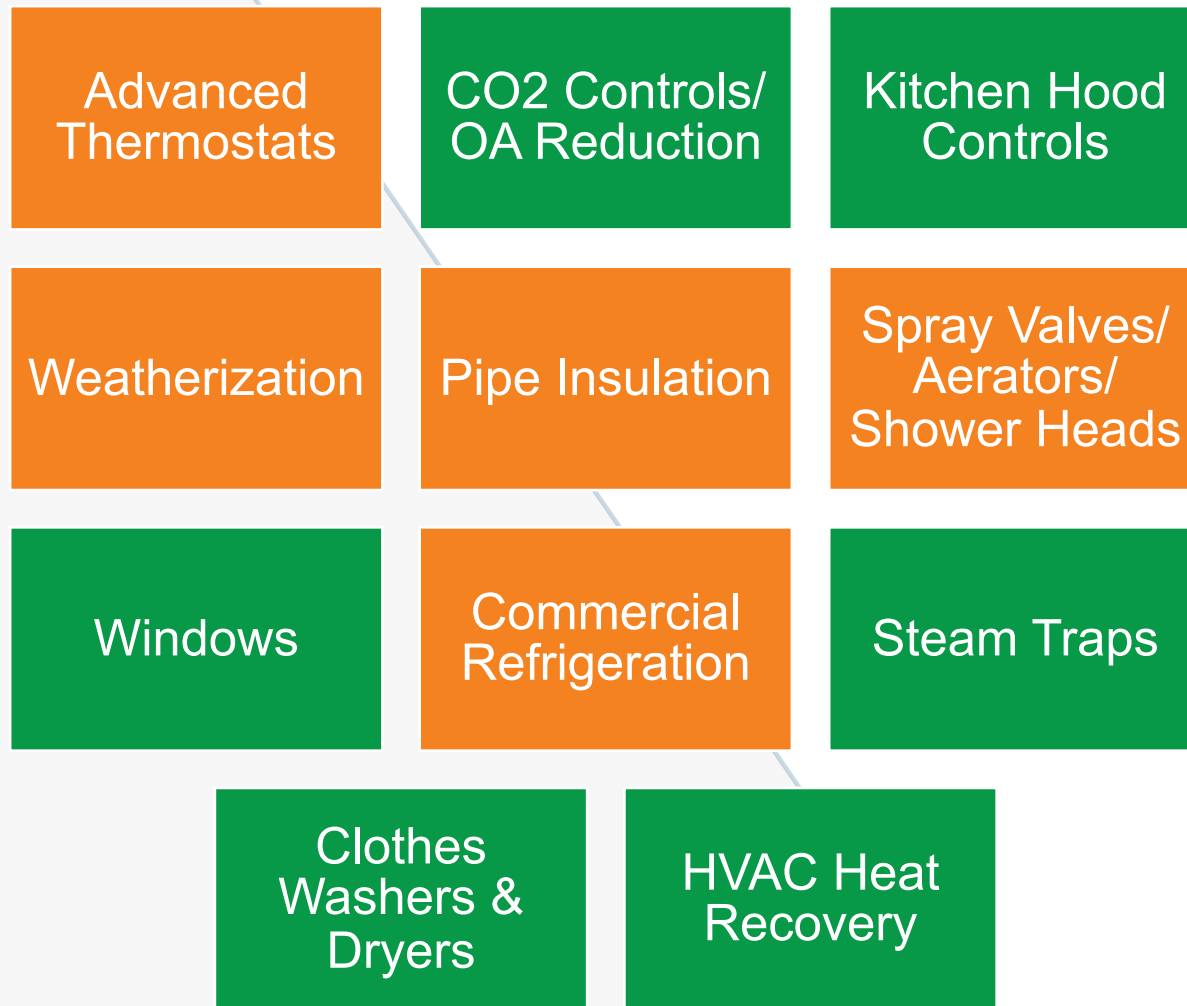 Advanced
Thermostats
CO2 Controls/
OA Reduction
Kitchen Hood
Controls
Weatherization
Pipe Insulation
Spray Valves/
Aerators/
Shower Heads
Windows
Commercial
Refrigeration
Steam Traps
Clothes
Washers &
Dryers
HVAC Heat
Recovery